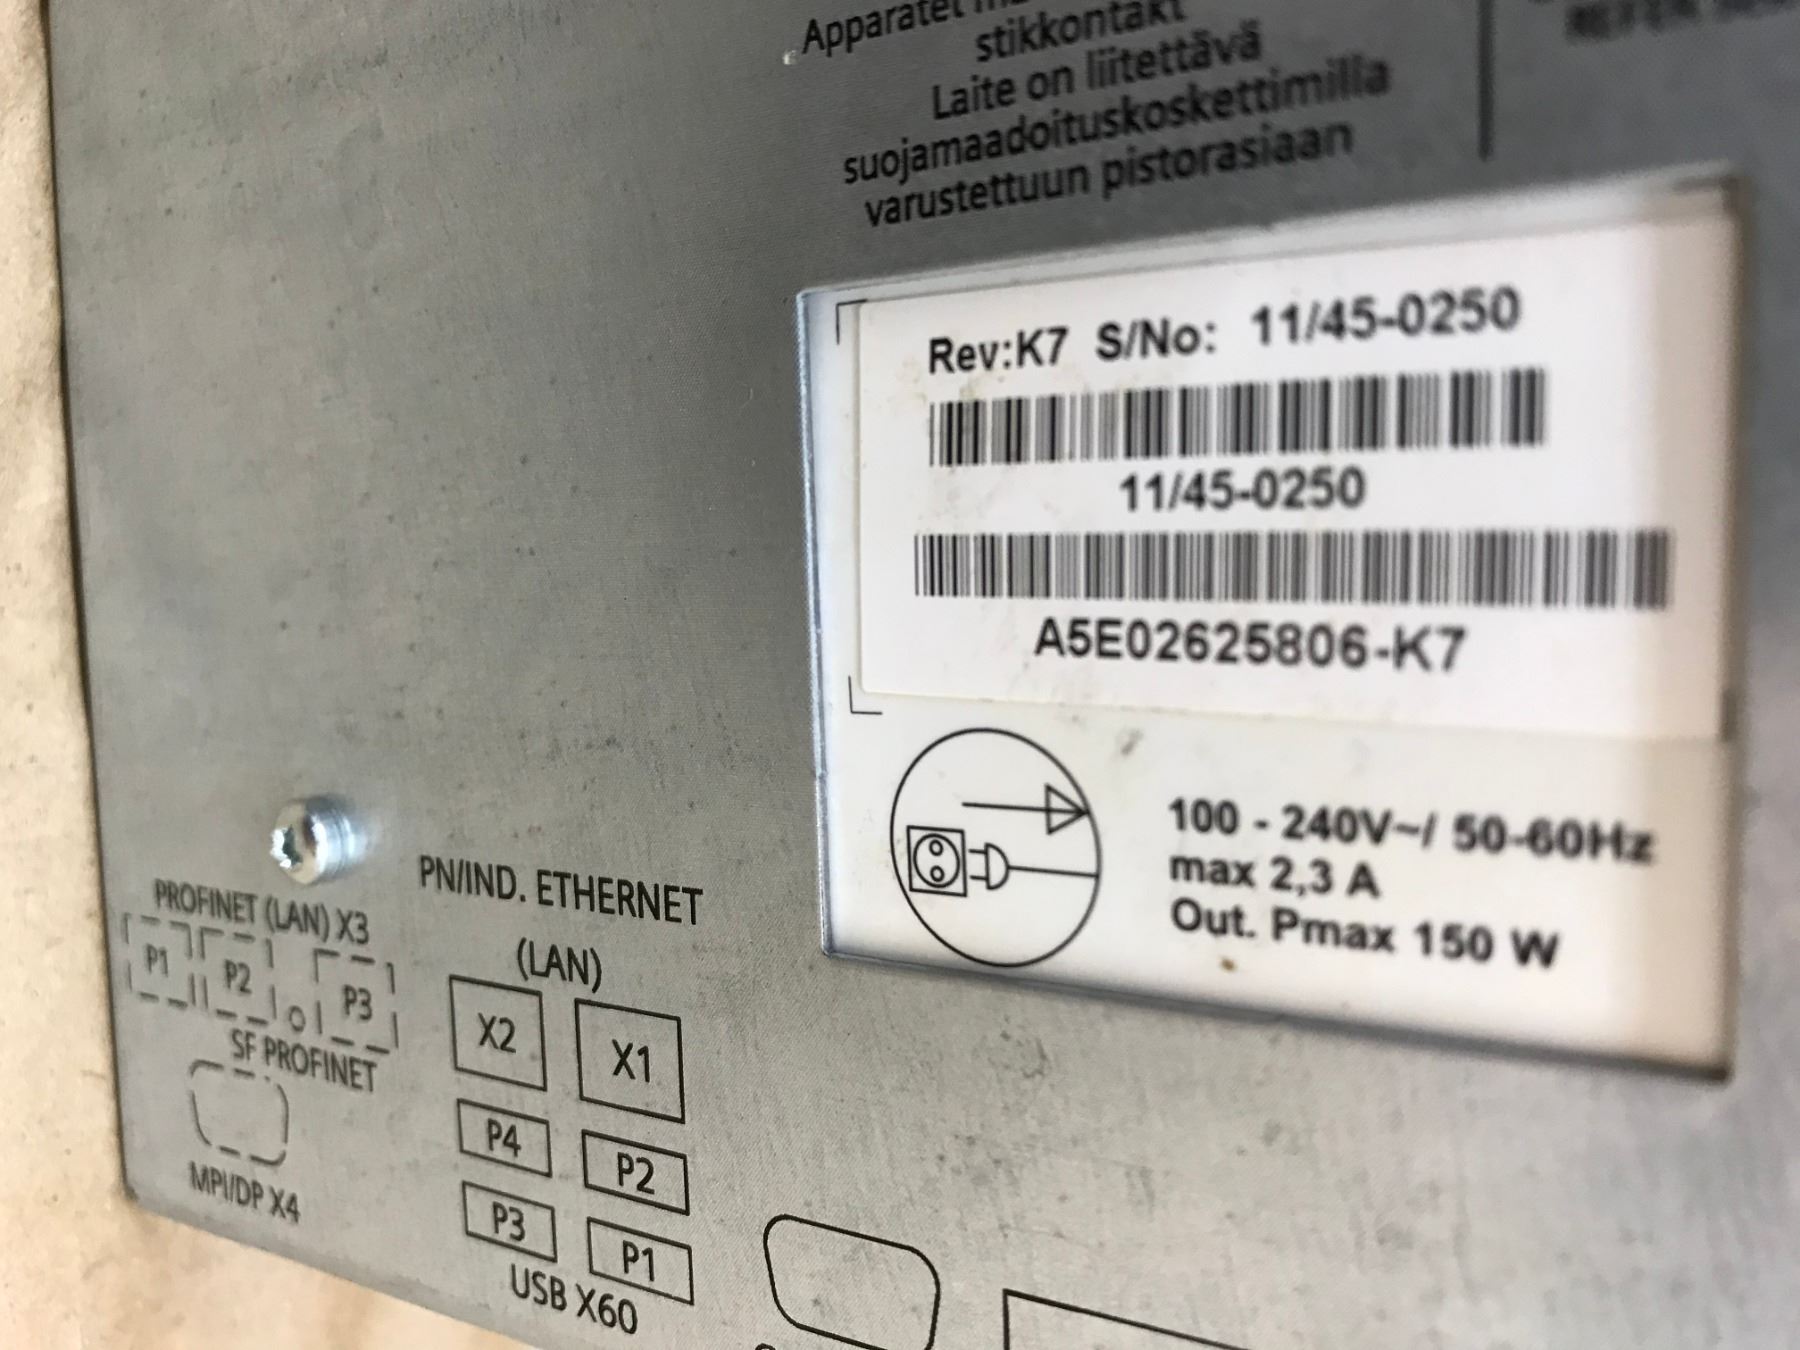 Apparatet
stikkontakt
Laite on liitettävä
suojamaadoituskoskettimilla
varustettuun pistorasiaan
Rev:K7 S/No: 11/45-0250
11/45-0250
A5E02625806-K7
100 - 240V~/ 50-60Hz
max 2,3 A
Out. Pmax 150 W
PROFINET (LAN) X3
P1 P2 P3
SF PROFINET
MPI/DP X4
PN/IND. ETHERNET
(LAN)
X2 X1
P4 P2
P3 P1
USB X60